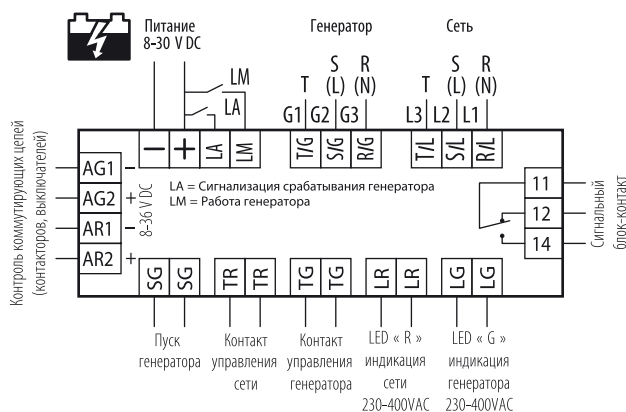 Питание
8–30 V DC
Генератор
Сеть
LM
LA
T
S
(L)
R
(N)
T
S
(L)
R
(N)
G1
G2
G3
L3
L2
L1
–
+
LA
LM
T/G
S/G
R/G
T/L
S/L
R/L
Контроль коммутирующих цепей
(контакторов, выключателей)
AG1 –
AG2 +
AR1 –
AR2 +
8–36 V DC
LA = Сигнализация срабатывания генератора
LM = Работа генератора
11
12
14
Сигнальный
блок-контакт
SG
SG
TR
TR
TG
TG
LR
LR
LG
LG
Пуск
генератора
Контакт
управления
сети
Контакт
управления
генератора
LED « R »
индикация
сети
230–400VAC
LED « G »
индикация
генератора
230–400VAC